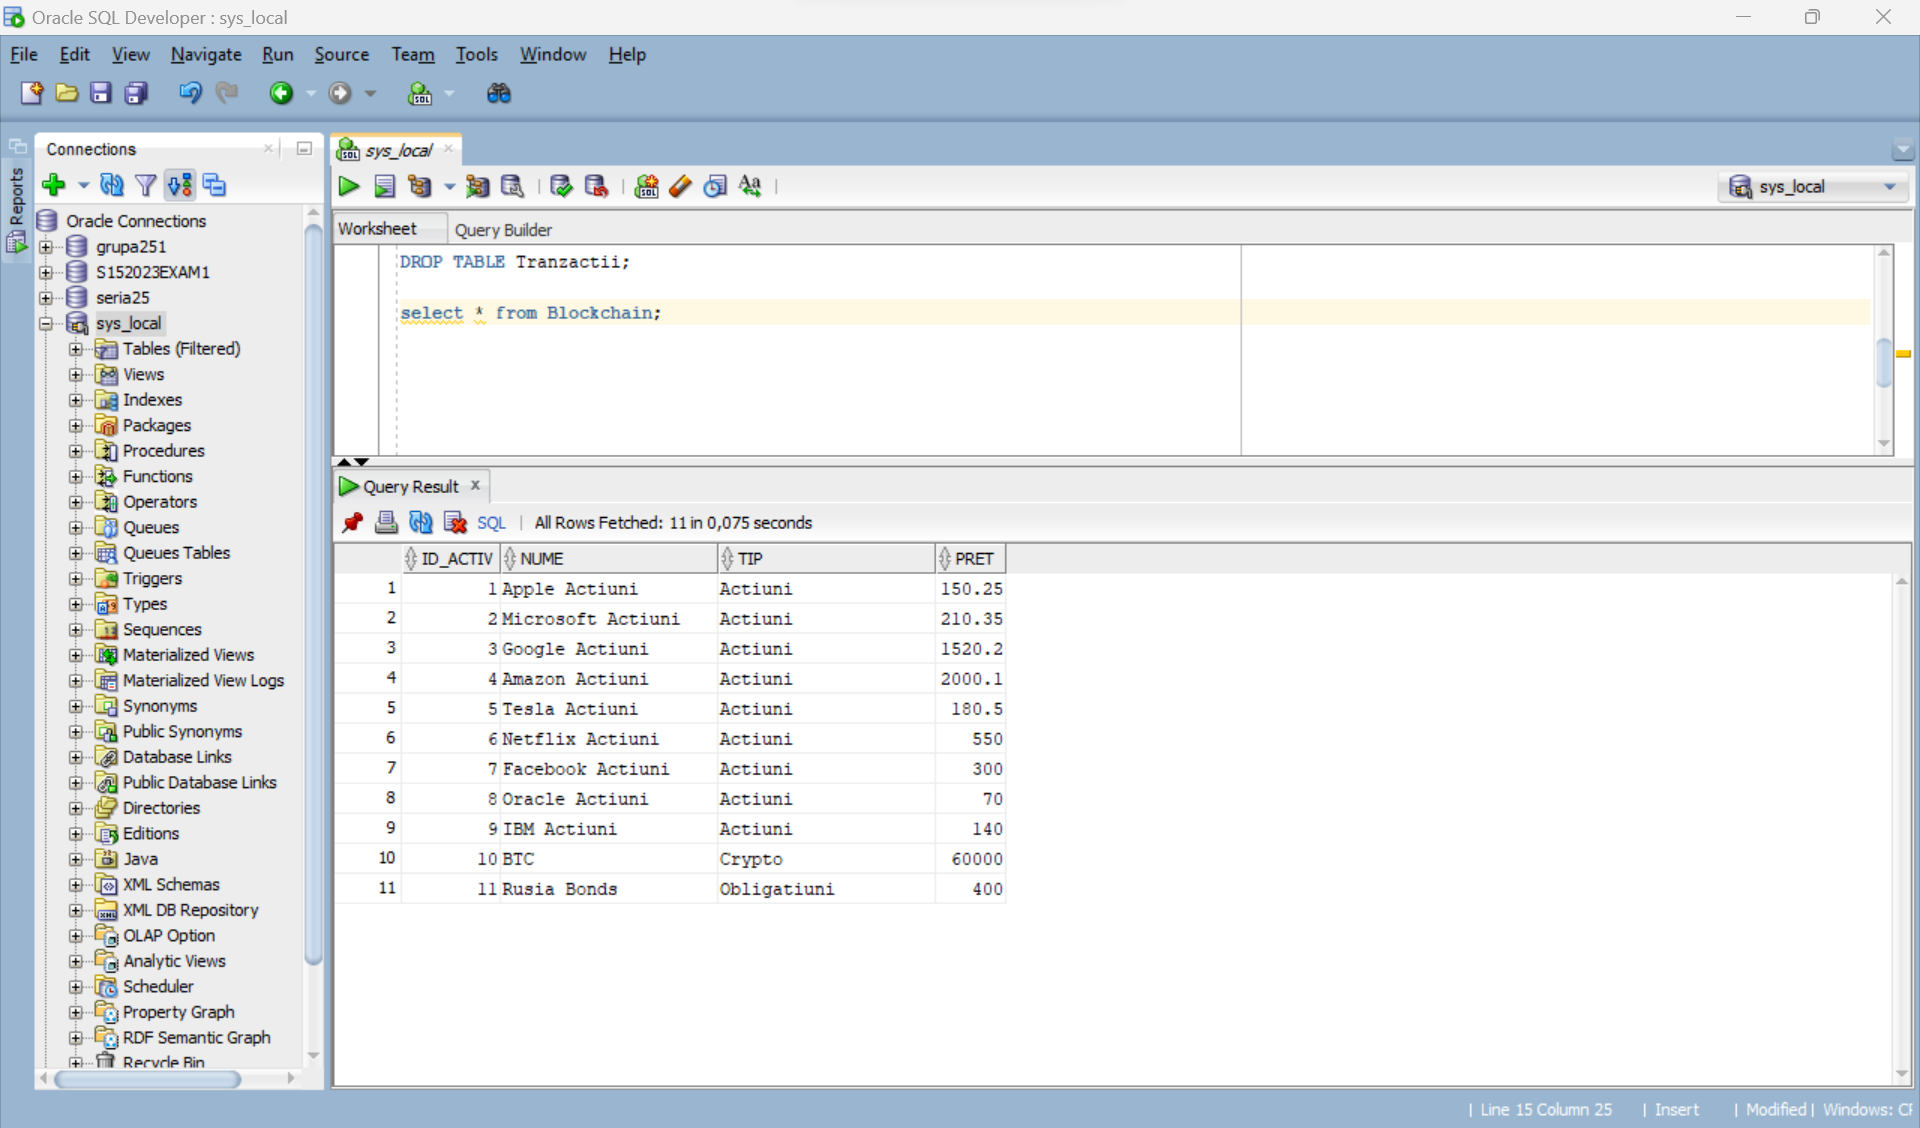 Oracle SQL Developer : sys_local
File Edit View Navigate Run Source Team Tools Window Help
Reports
Connections
Oracle Connections
grupa251
S152023EXAM1
seria25
sys_local
Tables (Filtered)
Views
Indexes
Packages
Procedures
Functions
Operators
Queues
Queues Tables
Triggers
Types
Sequences
Materialized Views
Materialized View Logs
Synonyms
Public Synonyms
Database Links
Public Database Links
Directories
Editions
Java
XML Schemas
XML DB Repository
OLAP Option
Analytic Views
Scheduler
Property Graph
RDF Semantic Graph
Recycle Bin
sys_local
sys_local
Worksheet Query Builder
DROP TABLE Tranzactii;
select * from Blockchain;
Query Result
SQL | All Rows Fetched: 11 in 0,075 seconds
ID_ACTIV NUME TIP PRET
1 1 Apple Actiuni Actiuni 150.25
2 2 Microsoft Actiuni Actiuni 210.35
3 3 Google Actiuni Actiuni 1520.2
4 4 Amazon Actiuni Actiuni 2000.1
5 5 Tesla Actiuni Actiuni 180.5
6 6 Netflix Actiuni Actiuni 550
7 7 Facebook Actiuni Actiuni 300
8 8 Oracle Actiuni Actiuni 70
9 9 IBM Actiuni Actiuni 140
10 10 BTC Crypto 60000
11 11 Rusia Bonds Obligatiuni 400
| Line 15 Column 25 | Insert | Modified | Windows: